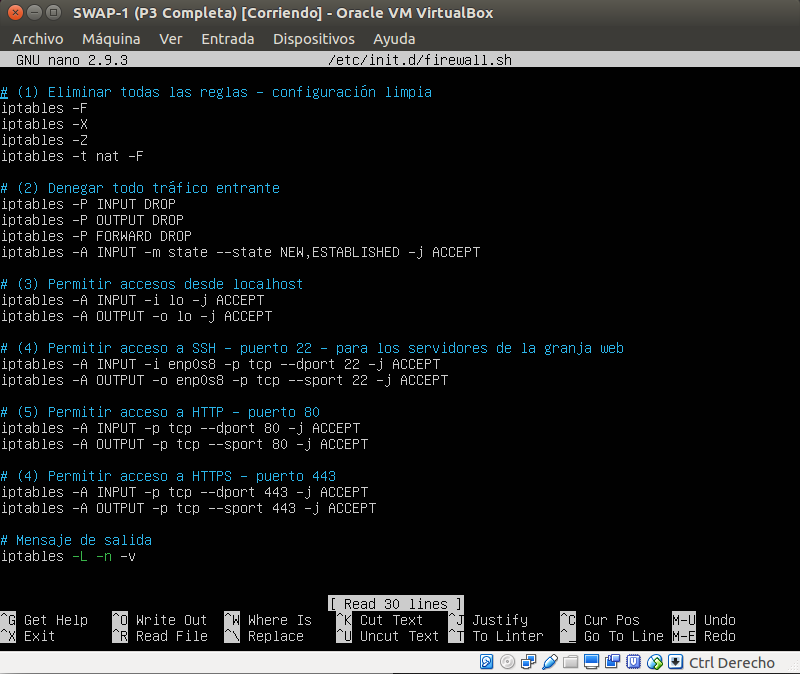 SWAP-1 (P3 Completa) [Corriendo] - Oracle VM VirtualBox
Archivo Máquina Ver Entrada Dispositivos Ayuda
GNU nano 2.9.3 /etc/init.d/firewall.sh
# (1) Eliminar todas las reglas - configuración limpia
iptables -F
iptables -X
iptables -Z
iptables -t nat -F
# (2) Denegar todo tráfico entrante
iptables -P INPUT DROP
iptables -P OUTPUT DROP
iptables -P FORWARD DROP
iptables -A INPUT -m state --state NEW,ESTABLISHED -j ACCEPT
# (3) Permitir accesos desde localhost
iptables -A INPUT -i lo -j ACCEPT
iptables -A OUTPUT -o lo -j ACCEPT
# (4) Permitir acceso a SSH - puerto 22 - para los servidores de la granja web
iptables -A INPUT -i enp0s8 -p tcp --dport 22 -j ACCEPT
iptables -A OUTPUT -o enp0s8 -p tcp --sport 22 -j ACCEPT
# (5) Permitir acceso a HTTP - puerto 80
iptables -A INPUT -p tcp --dport 80 -j ACCEPT
iptables -A OUTPUT -p tcp --sport 80 -j ACCEPT
# (4) Permitir acceso a HTTPS - puerto 443
iptables -A INPUT -p tcp --dport 443 -j ACCEPT
iptables -A OUTPUT -p tcp --sport 443 -j ACCEPT
# Mensaje de salida
iptables -L -n -v
[ Read 30 lines ]
^G Get Help ^O Write Out ^W Where Is ^K Cut Text ^J Justify ^C Cur Pos M-U Undo
^X Exit ^R Read File ^\ Replace ^U Uncut Text ^T To Linter ^_ Go To Line M-E Redo
Ctrl Derecho